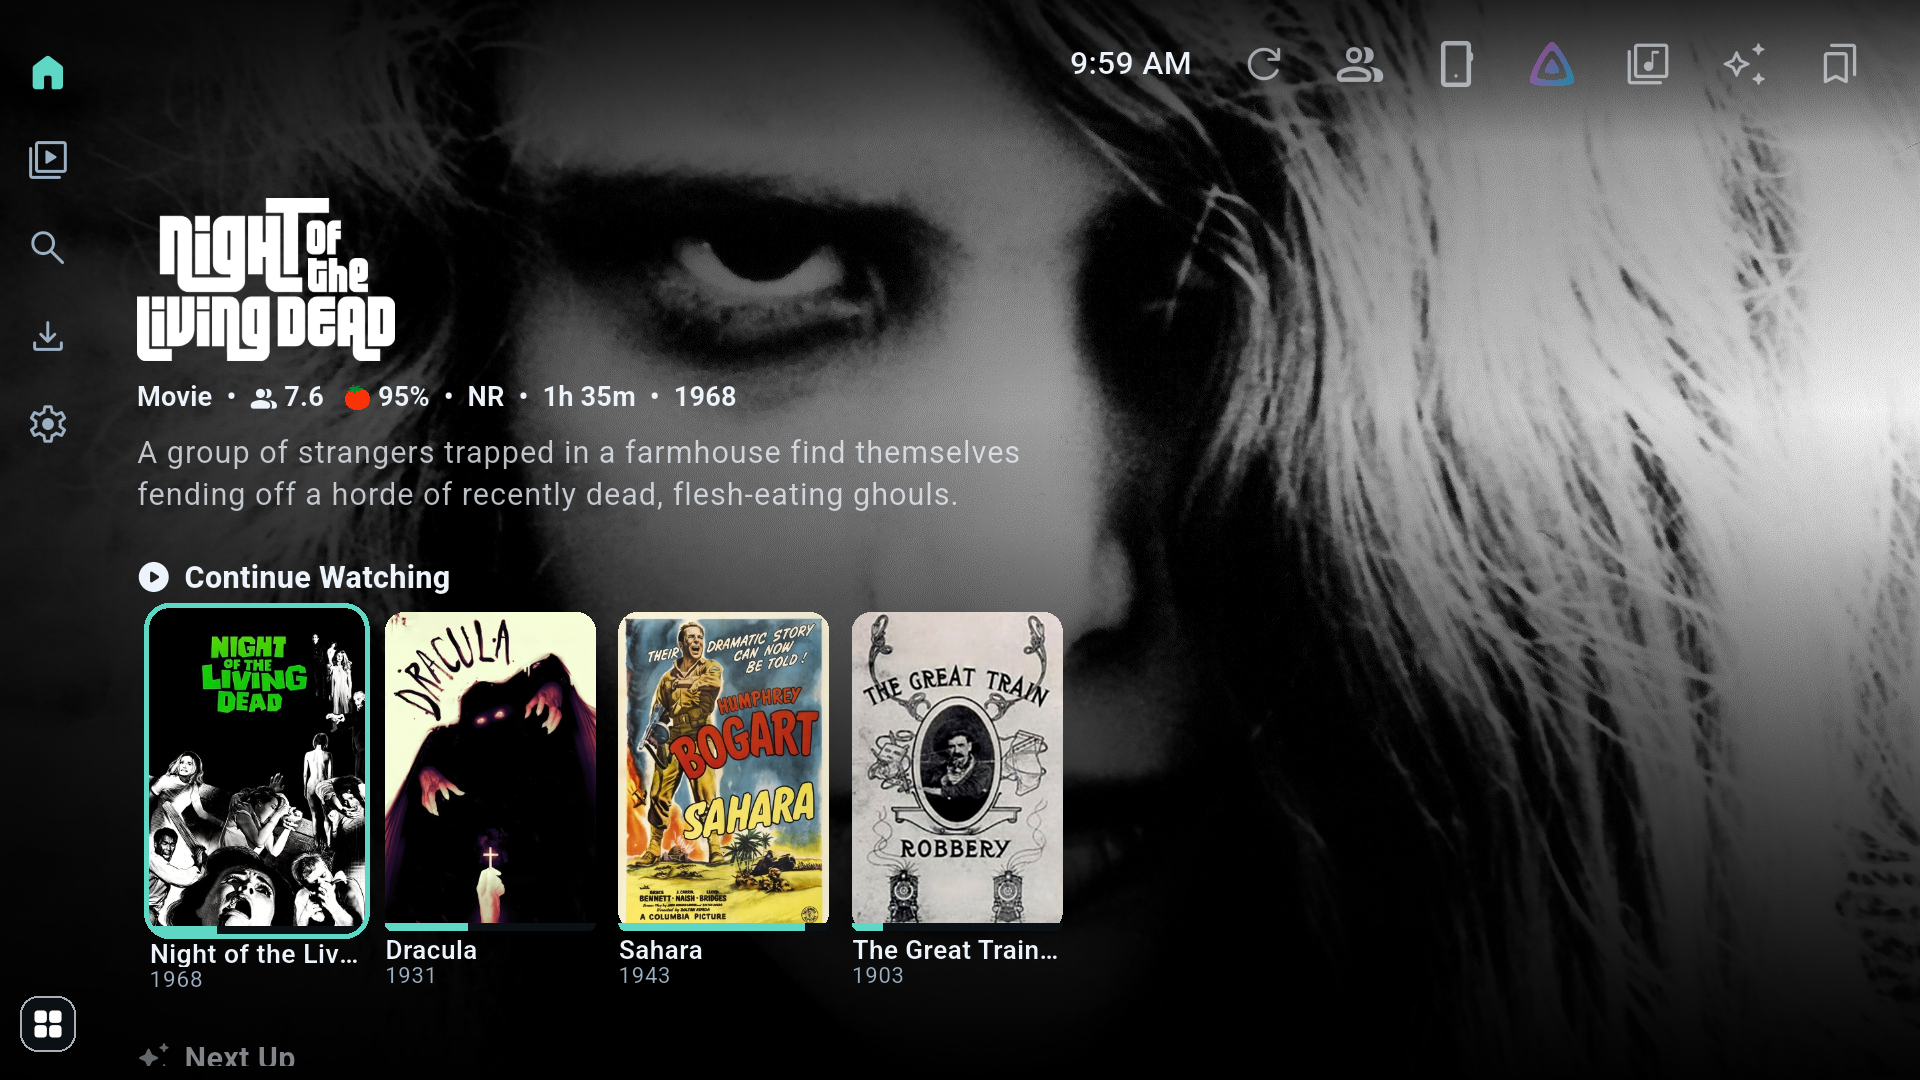 9:59 AM
NIGHT OF
the
LIVING DEAD
Movie • 7.6 95% • NR • 1h 35m • 1968
A group of strangers trapped in a farmhouse find themselves
fending off a horde of recently dead, flesh-eating ghouls.
Continue Watching
NIGHT
OF THE
LIVING
DEAD
Night of the Liv...
1968
DRACULA
Dracula
1931
THEIR DRAMATIC STORY
CAN NOW
BE TOLD!
HUMPHREY
BOGART
SAHARA
BENNETT · NAISH · BRIDGES
A COLUMBIA PICTURE
Sahara
1943
THE GREAT TRAIN
ROBBERY
The Great Train...
1903
Next Up